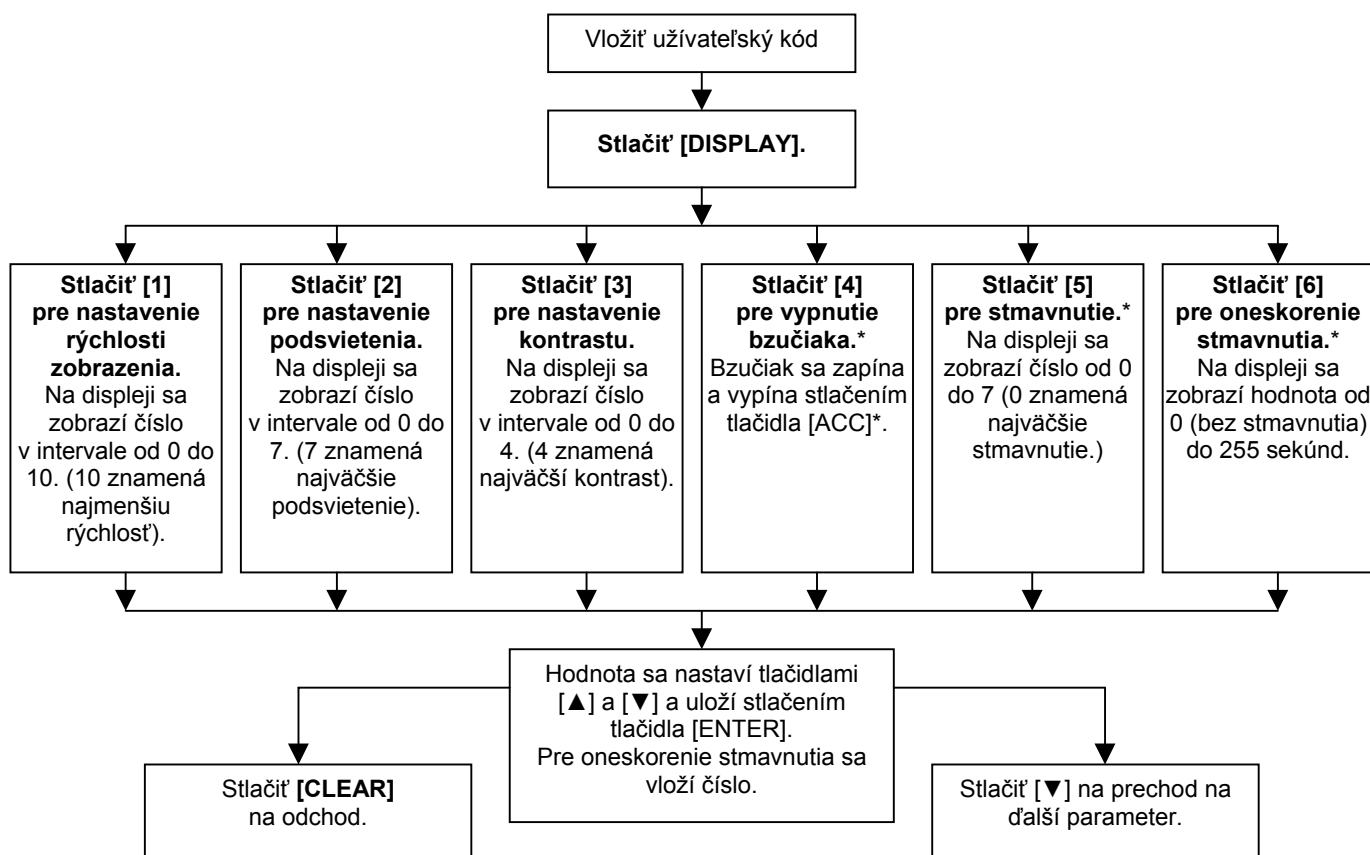 Vložiť užívateľský kód
Stlačiť [DISPLAY].
Stlačiť [1]
pre nastavenie
rýchlosti
zobrazenia.
Na displeji sa
zobrazí číslo
v intervale od 0 do
10. (10 znamená
najmenšiu
rýchlosť).
Stlačiť [2]
pre nastavenie
podsvietenia.
Na displeji sa
zobrazí číslo
v intervale od 0 do
7. (7 znamená
najväčšie
podsvietenie).
Stlačiť [3]
pre nastavenie
kontrastu.
Na displeji sa
zobrazí číslo
v intervale od 0 do
4. (4 znamená
najväčší kontrast).
Stlačiť [4]
pre vypnutie
bzučiaka.*
Bzučiak sa zapína
a vypína stlačením
tlačidla [ACC]*.
Stlačiť [5]
pre stmavnutie.*
Na displeji sa
zobrazí číslo od 0
do 7 (0 znamená
najväčšie
stmavnutie.)
Stlačiť [6]
pre oneskorenie
stmavnutia.*
Na displeji sa
zobrazí hodnota od
0 (bez stmavnutia)
do 255 sekúnd.
Hodnota sa nastaví tlačidlami
[▲] a [▼] a uloží stlačením
tlačidla [ENTER].
Pre oneskorenie stmavnutia sa
vloží číslo.
Stlačiť [CLEAR]
na odchod.
Stlačiť [▼] na prechod na
ďalší parameter.